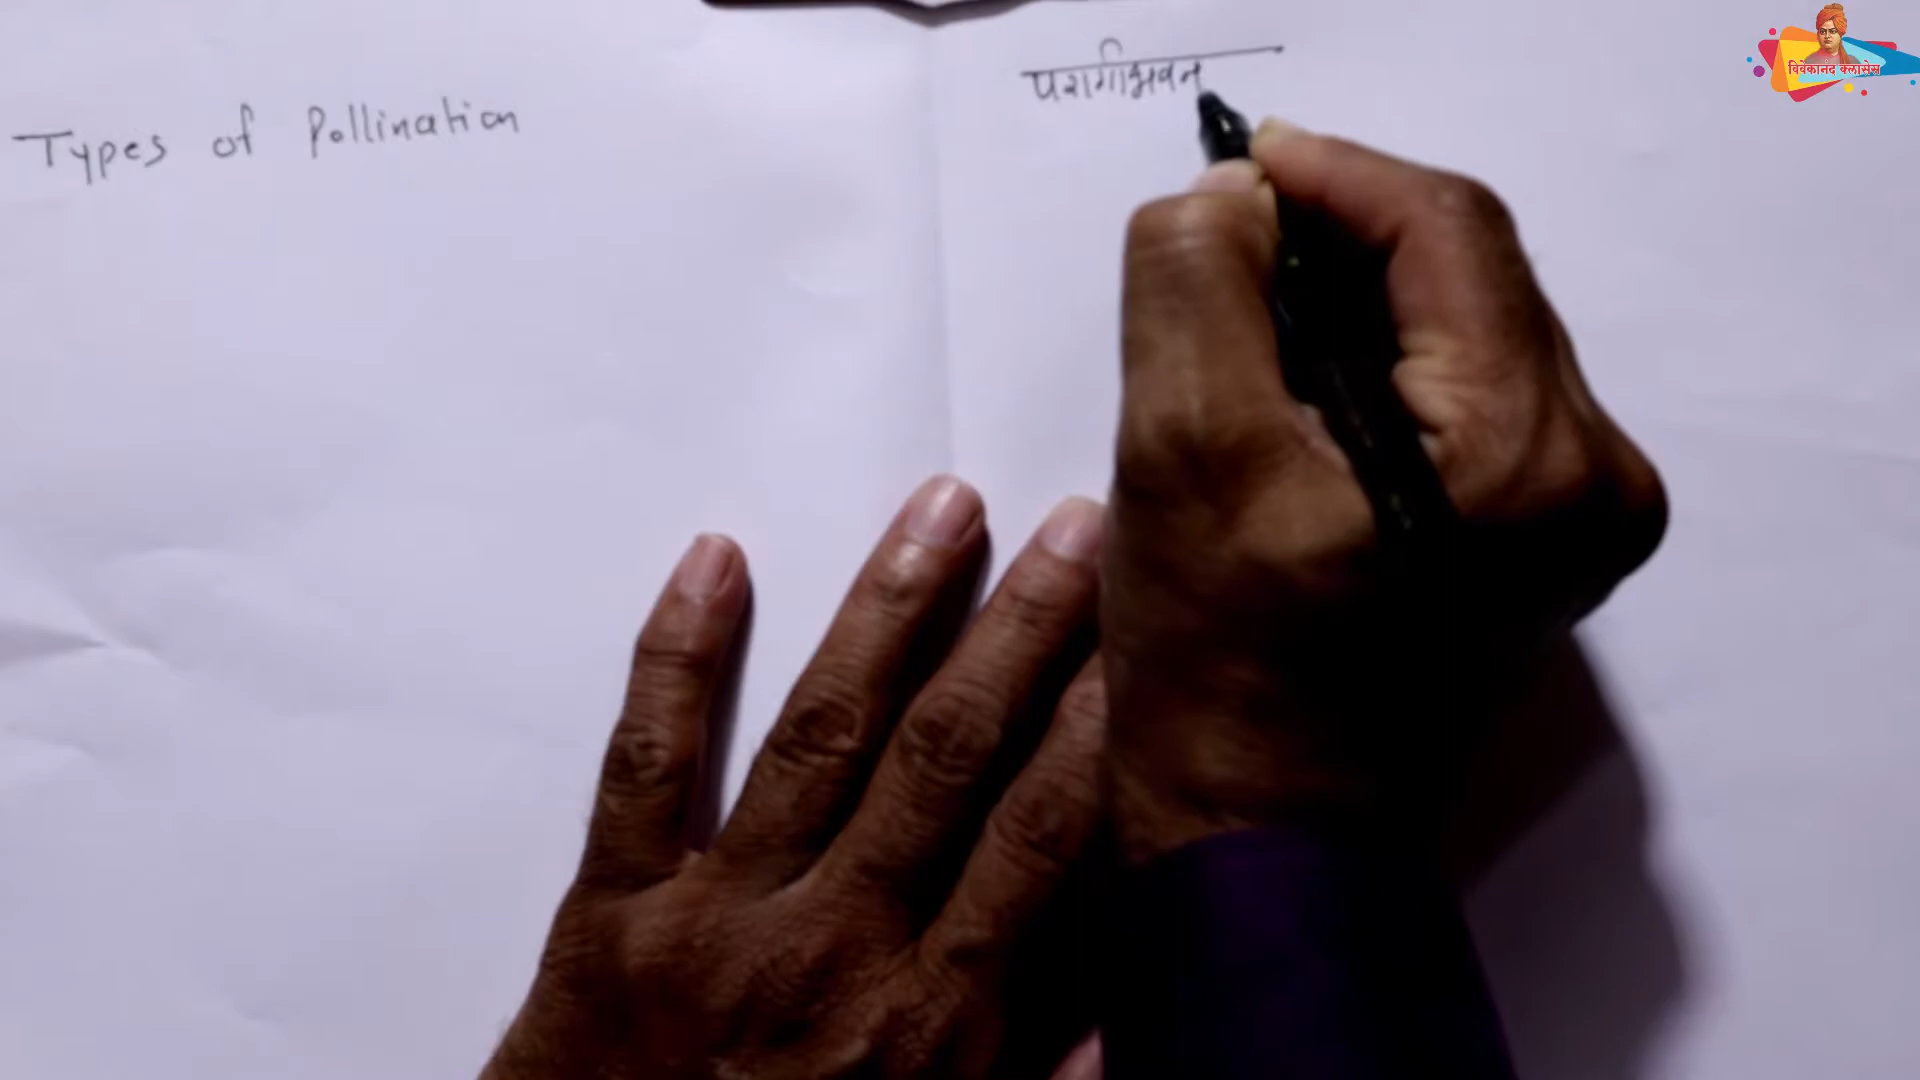 Types of Pollination
परागीभवन
विवेकानंद क्लासेस